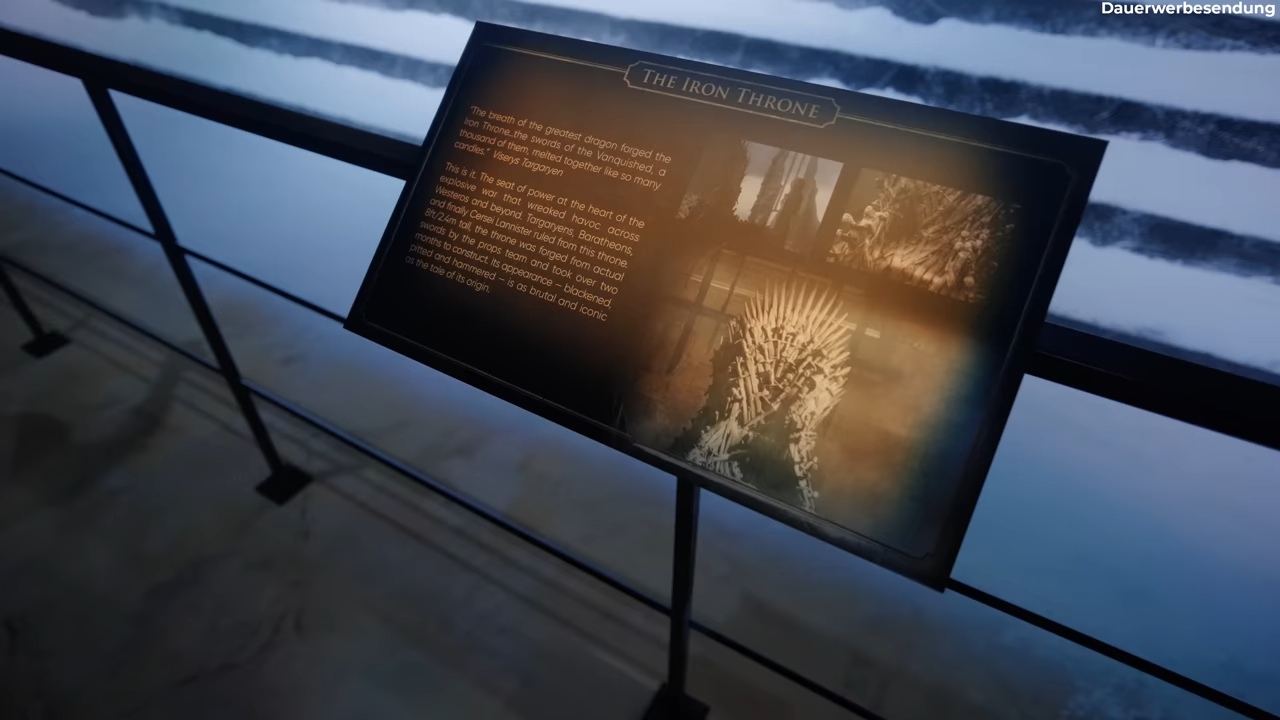 Dauerwerbesendung
THE IRON THRONE
"The breath of the greatest dragon forged the
Iron Throne...the swords of the Vanquished, a
thousand of them, melted together like so many
candles." Viserys Targaryen
This is it. The seat of power at the heart of the
explosive war that wreaked havoc across
Westeros and beyond. Targaryens, Baratheons,
and finally Cersei Lannister ruled from this throne.
8ft/2.4m tall, the throne was forged from actual
swords by the props team and took over two
months to construct. Its appearance – blackened,
pitted and hammered – is as brutal and iconic
as the tale of its origin.